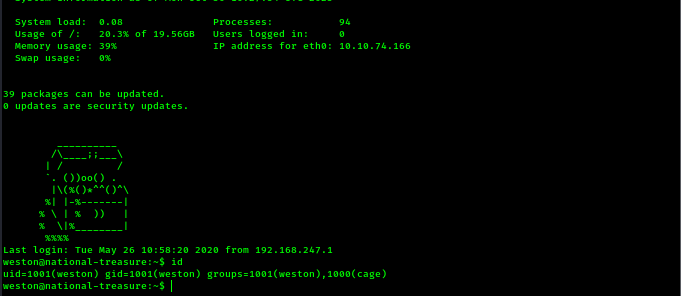 System load:  0.08               Processes:           94
Usage of /:   20.3% of 19.56GB   Users logged in:     0
Memory usage: 39%                IP address for eth0: 10.10.74.166
Swap usage:   0%
39 packages can be updated.
0 updates are security updates.
         __________
        /\____;;___\
       | /         /
       `. ())oo() .
        |\(%()*^^()^\
       %| |-%-------|
      % \ | %  ))   |
      %  \|%________|
       %%%%
Last login: Tue May 26 10:58:20 2020 from 192.168.247.1
weston@national-treasure:~$ id
uid=1001(weston) gid=1001(weston) groups=1001(weston),1000(cage)
weston@national-treasure:~$